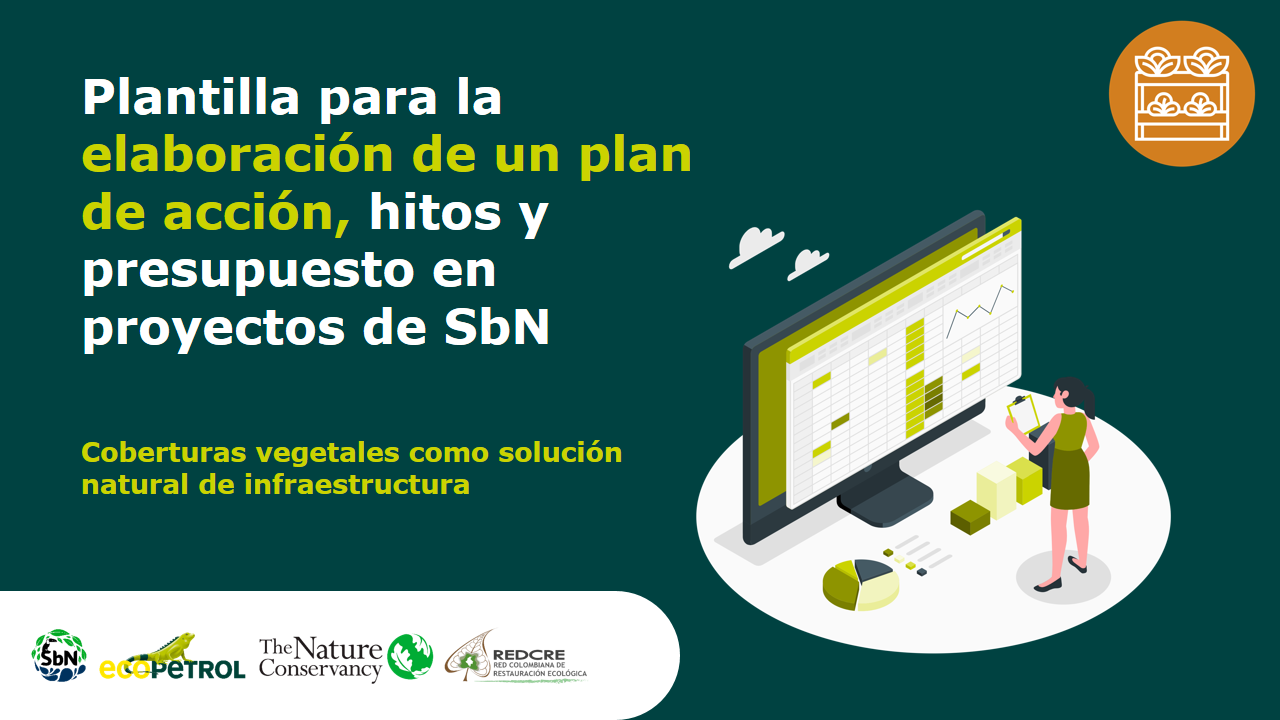 Plantilla para la
elaboración de un plan
de acción, hitos y
presupuesto en
proyectos de SbN
Coberturas vegetales como solución
natural de infraestructura
SbN
ecopetrol
The Nature
Conservancy
REDCRE
RED COLOMBIANA DE
RESTAURACIÓN ECOLÓGICA